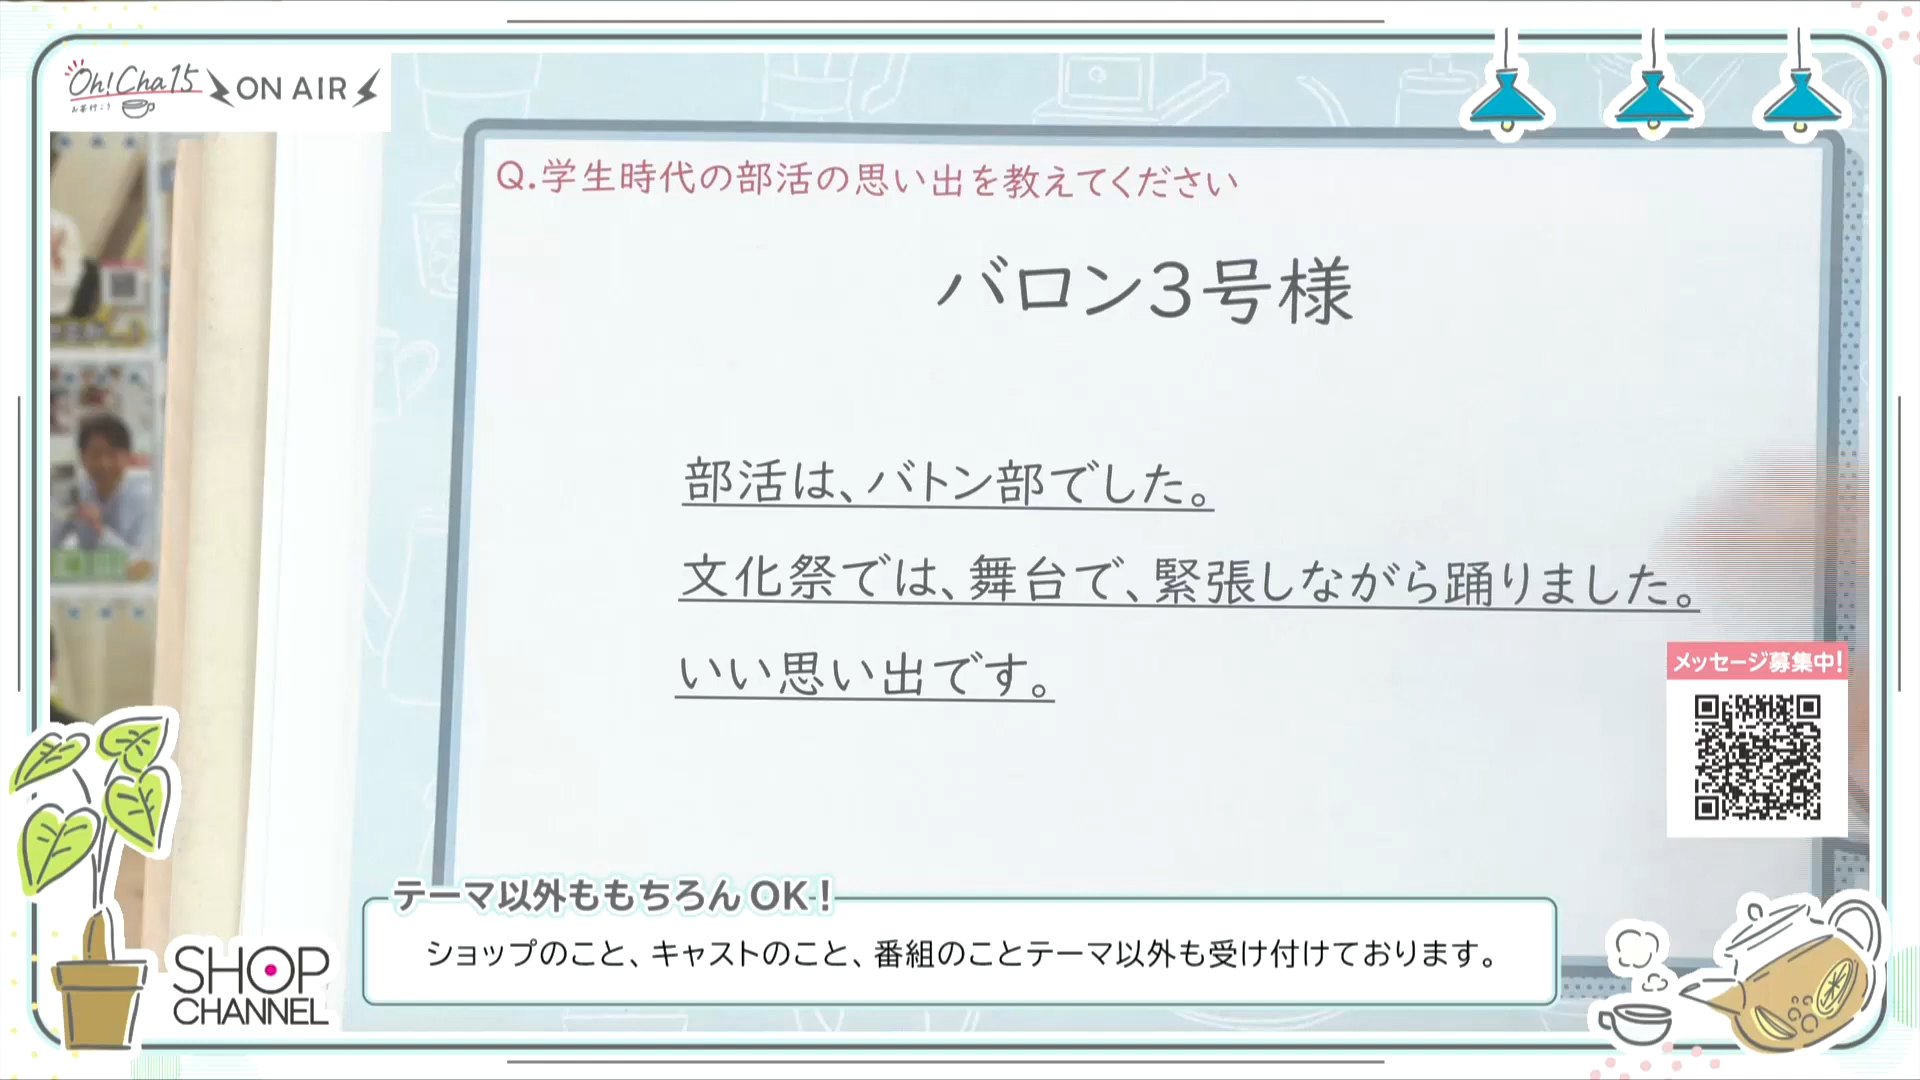 Oh!Cha15
お茶行こう
ON AIR
Q.学生時代の部活の思い出を教えてください
バロン3号様
部活は、バトン部でした。
文化祭では、舞台で、緊張しながら踊りました。
いい思い出です。
メッセージ募集中!
テーマ以外ももちろんOK!
ショップのこと、キャストのこと、番組のことテーマ以外も受け付けております。
SHOP
CHANNEL